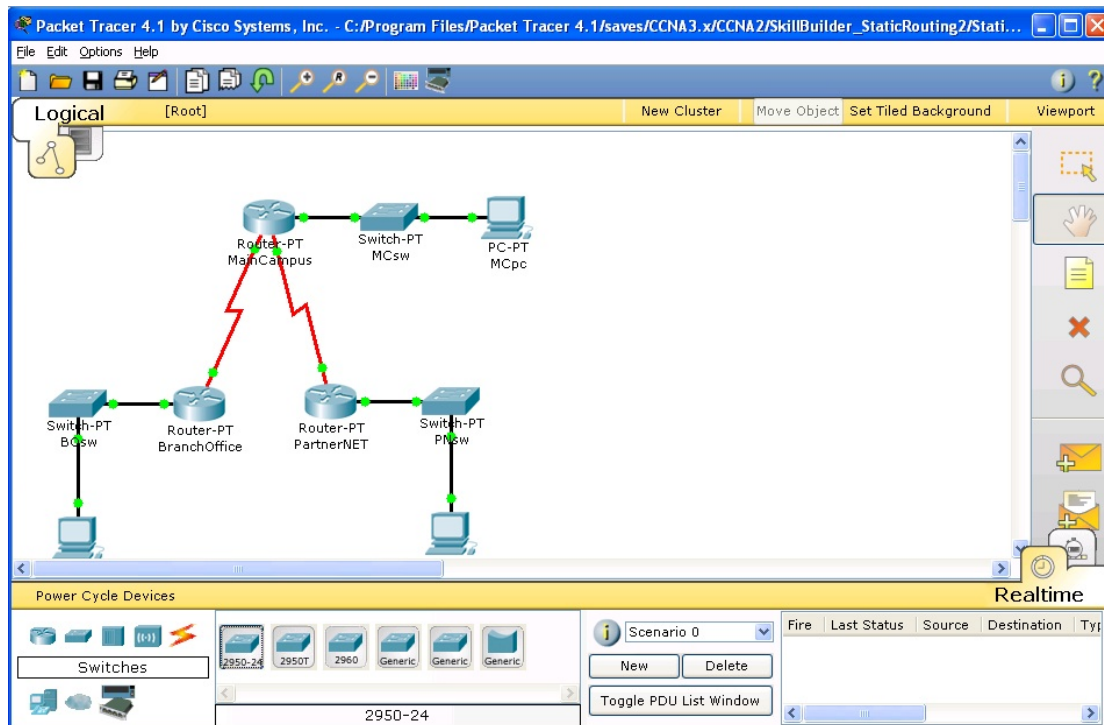 Packet Tracer 4.1 by Cisco Systems, Inc. - C:/Program Files/Packet Tracer 4.1/saves/CCNA3.x/CCNA2/SkillBuilder_StaticRouting2/Stati...
File Edit Options Help
Logical [Root] New Cluster Move Object Set Tiled Background Viewport
Router-PT
MainCampus
Switch-PT
MCsw
PC-PT
MCpc
Switch-PT
BOsw
Router-PT
BranchOffice
Router-PT
PartnerNET
Switch-PT
PNsw
Power Cycle Devices Realtime
Switches
2950-24 2950T 2960 Generic Generic Generic
2950-24
Scenario 0
New Delete
Toggle PDU List Window
Fire Last Status Source Destination Typ